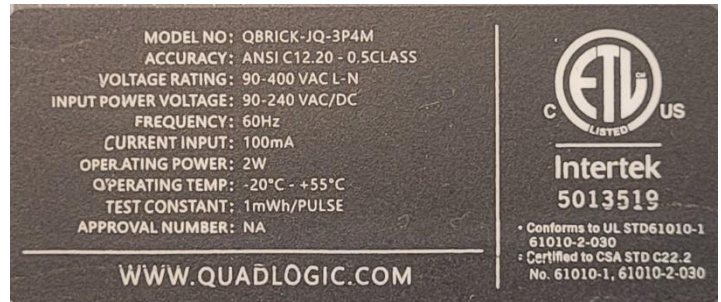 MODEL NO: QBRICK-JQ-3P4M
ACCURACY: ANSI C12.20 - 0.5CLASS
VOLTAGE RATING: 90-400 VAC L-N
INPUT POWER VOLTAGE: 90-240 VAC/DC
FREQUENCY: 60Hz
CURRENT INPUT: 100mA
OPERATING POWER: 2W
OPERATING TEMP: -20°C - +55°C
TEST CONSTANT: 1mWh/PULSE
APPROVAL NUMBER: NA
WWW.QUADLOGIC.COM
ETL CM
C US
LISTED
Intertek
5013519
• Conforms to UL STD61010-1
61010-2-030
• Certified to CSA STD C22.2
No. 61010-1, 61010-2-030